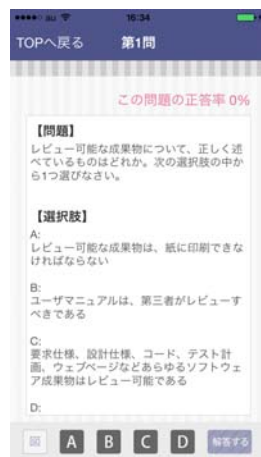 au 16:34
TOPへ戻る 第1問
この問題の正答率 0%
【問題】
レビュー可能な成果物について、正しく述
べているものはどれか。次の選択肢の中か
ら1つ選びなさい。
【選択肢】
A:
レビュー可能な成果物は、紙に印刷できな
ければならない
B:
ユーザマニュアルは、第三者がレビューす
べきである
C:
要求仕様、設計仕様、コード、テスト計
画、ウェブページなどあらゆるソフトウェ
ア成果物はレビュー可能である
D:
図 A B C D 解答する